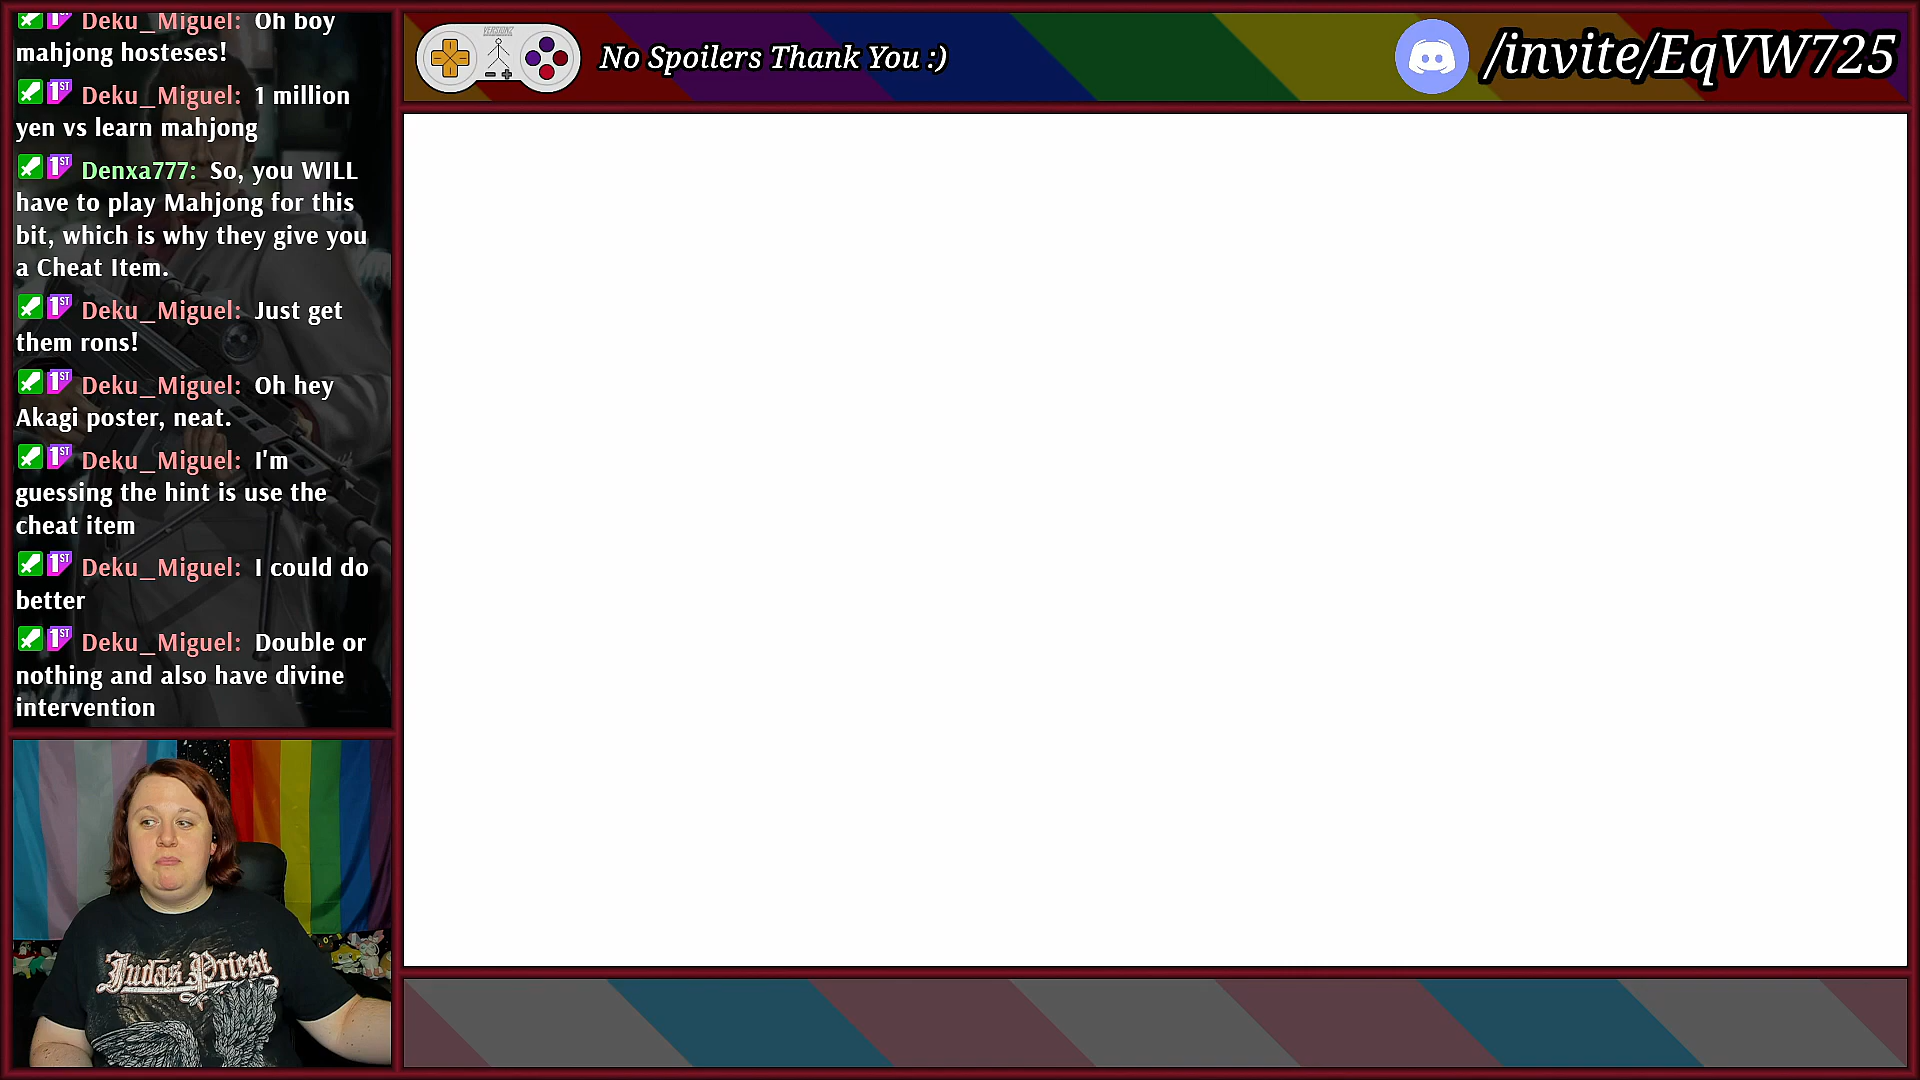 Deku_Miguel: Oh boy
mahjong hosteses!
Deku_Miguel: 1 million
yen vs learn mahjong
Denxa777: So, you WILL
have to play Mahjong for this
bit, which is why they give you
a Cheat Item.
Deku_Miguel: Just get
them rons!
Deku_Miguel: Oh hey
Akagi poster, neat.
Deku_Miguel: I'm
guessing the hint is use the
cheat item
Deku_Miguel: I could do
better
Deku_Miguel: Double or
nothing and also have divine
intervention
No Spoilers Thank You :)
/invite/EqVW725
Judas Priest